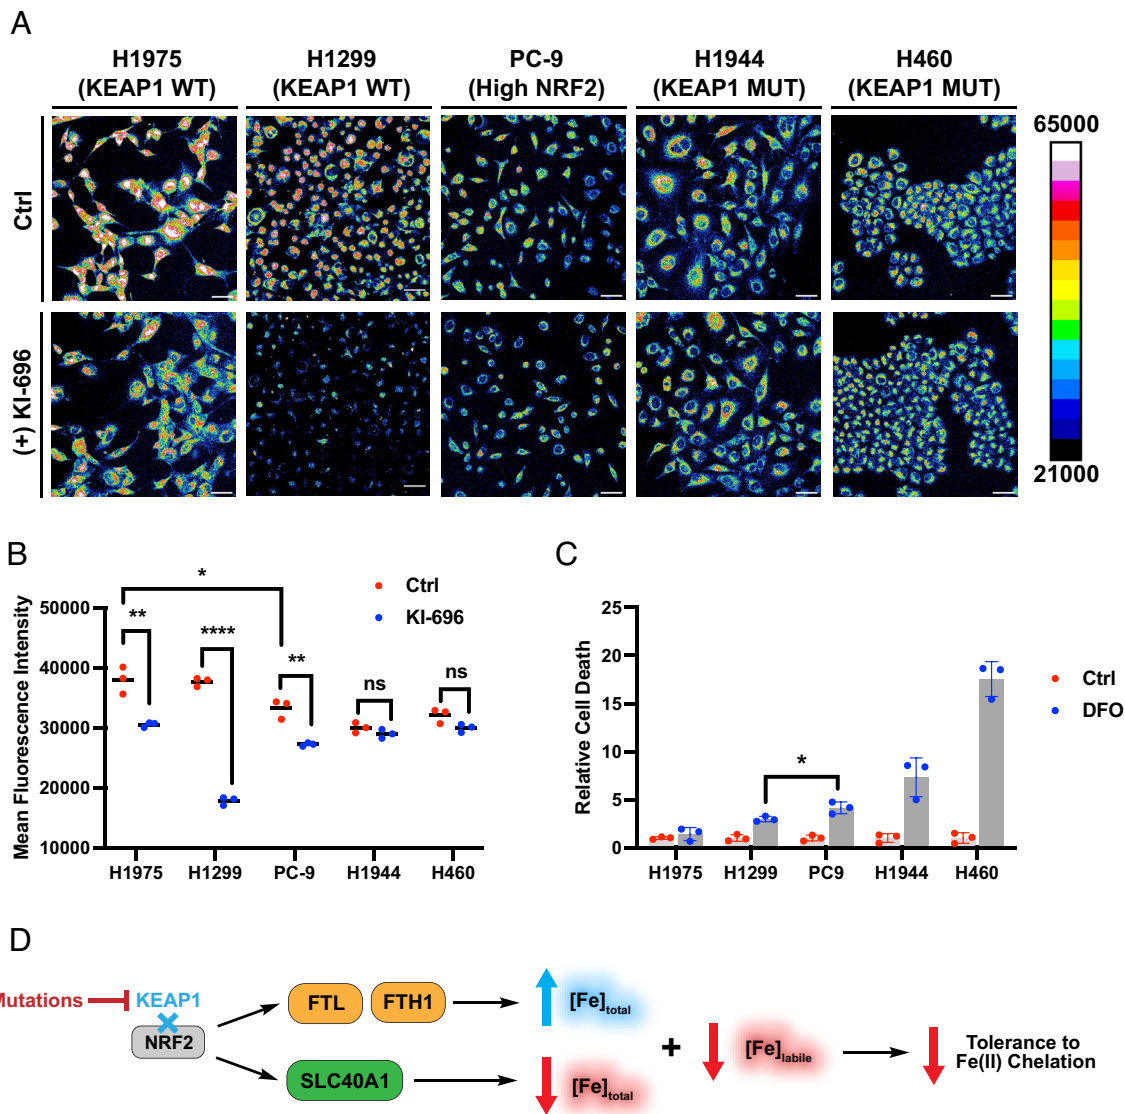 A
H1975
(KEAP1 WT)
H1299
(KEAP1 WT)
PC-9
(High NRF2)
H1944
(KEAP1 MUT)
H460
(KEAP1 MUT)
Ctrl
(+) KI-696
65000
21000
B
Mean Fluorescence Intensity
50000
40000
30000
20000
10000
*
**
****
**
ns
ns
Ctrl
KI-696
H1975
H1299
PC-9
H1944
H460
C
Relative Cell Death
25
20
15
10
5
0
*
Ctrl
DFO
H1975
H1299
PC9
H1944
H460
D
Mutations
KEAP1
NRF2
FTL
FTH1
SLC40A1
[Fe]total
[Fe]total
+
[Fe]labile
Tolerance to
Fe(II) Chelation